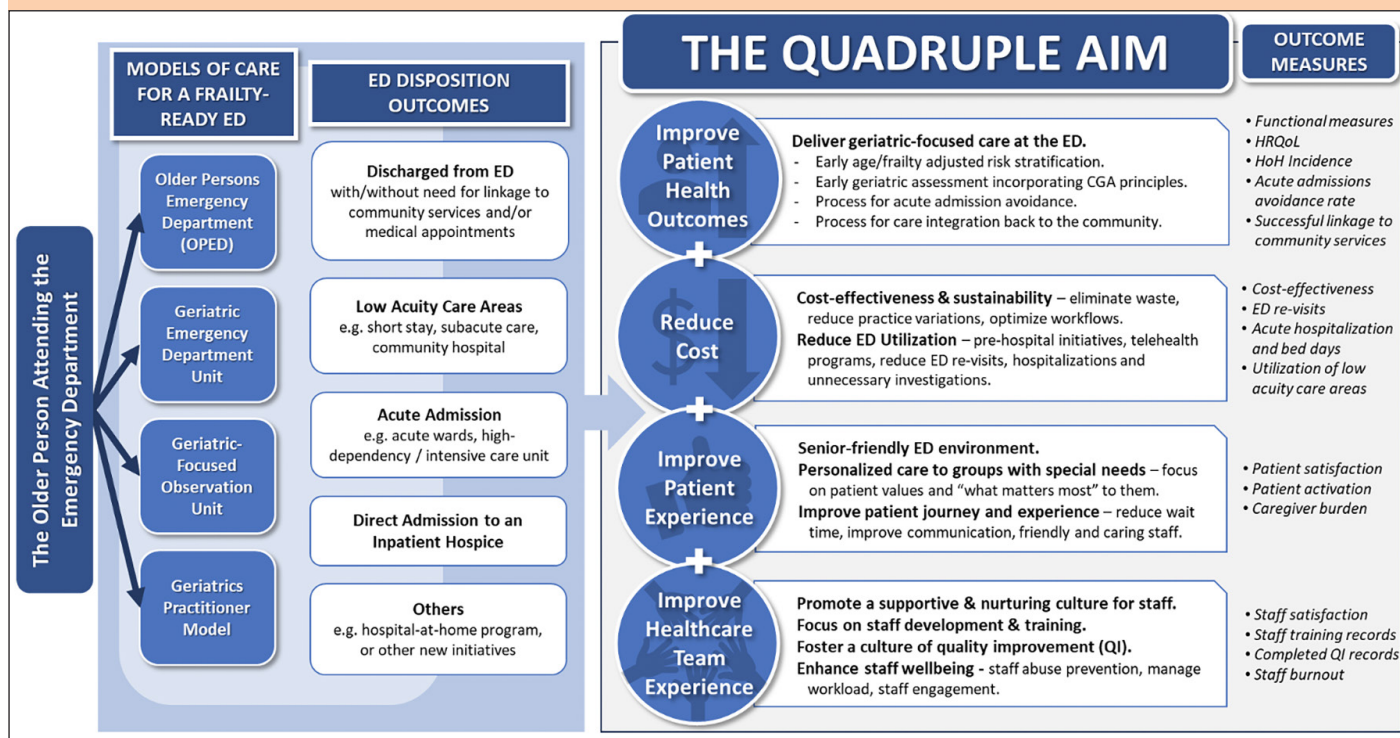 The Older Person Attending the
Emergency Department
MODELS OF CARE
FOR A FRAILTY-
READY ED
Older Persons
Emergency
Department
(OPED)
Geriatric
Emergency
Department
Unit
Geriatric-
Focused
Observation
Unit
Geriatrics
Practitioner
Model
ED DISPOSITION
OUTCOMES
Discharged from ED
with/without need for linkage to
community services and/or
medical appointments
Low Acuity Care Areas
e.g. short stay, subacute care,
community hospital
Acute Admission
e.g. acute wards, high-
dependency / intensive care unit
Direct Admission to an
Inpatient Hospice
Others
e.g. hospital-at-home program,
or other new initiatives
THE QUADRUPLE AIM
OUTCOME
MEASURES
Improve
Patient
Health
Outcomes
Deliver geriatric-focused care at the ED.
- Early age/frailty adjusted risk stratification.
- Early geriatric assessment incorporating CGA principles.
- Process for acute admission avoidance.
- Process for care integration back to the community.
• Functional measures
• HRQoL
• HoH Incidence
• Acute admissions
avoidance rate
• Successful linkage to
community services
+
$
Reduce
Cost
Cost-effectiveness & sustainability – eliminate waste,
reduce practice variations, optimize workflows.
Reduce ED Utilization – pre-hospital initiatives, telehealth
programs, reduce ED re-visits, hospitalizations and
unnecessary investigations.
• Cost-effectiveness
• ED re-visits
• Acute hospitalization
and bed days
• Utilization of low
acuity care areas
+
Improve
Patient
Experience
Senior-friendly ED environment.
Personalized care to groups with special needs – focus
on patient values and “what matters most” to them.
Improve patient journey and experience – reduce wait
time, improve communication, friendly and caring staff.
• Patient satisfaction
• Patient activation
• Caregiver burden
+
Improve
Healthcare
Team
Experience
Promote a supportive & nurturing culture for staff.
Focus on staff development & training.
Foster a culture of quality improvement (QI).
Enhance staff wellbeing - staff abuse prevention, manage
workload, staff engagement.
• Staff satisfaction
• Staff training records
• Completed QI records
• Staff burnout